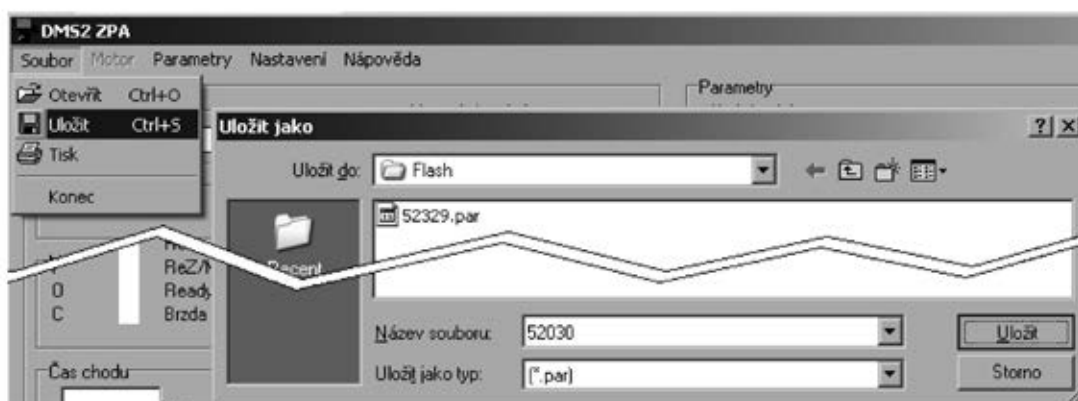 DMS2 ZPA
Soubor Motor Parametry Nastavení Nápověda
Otevřít Ctrl+O
Uložit Ctrl+S
Tisk
Konec
Parametry
Uložit jako
Uložit do: Flash
52329.par
Recent
ReZ/
O Ready
C Brzda
Název souboru: 52030 Uložit
Uložit jako typ: (*.par) Storno
Čas chodu